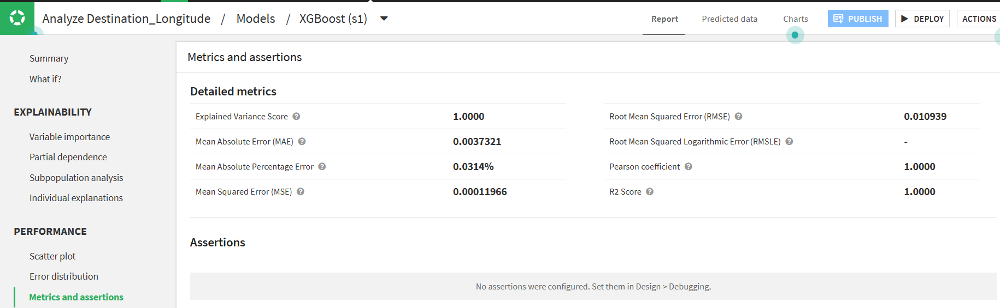 Analyze Destination_Longitude / Models / XGBoost (s1)
Report Predicted data Charts PUBLISH DEPLOY ACTIONS
Summary
What if?
EXPLAINABILITY
Variable importance
Partial dependence
Subpopulation analysis
Individual explanations
PERFORMANCE
Scatter plot
Error distribution
Metrics and assertions
Metrics and assertions
Detailed metrics
Explained Variance Score ? 1.0000
Mean Absolute Error (MAE) ? 0.0037321
Mean Absolute Percentage Error ? 0.0314%
Mean Squared Error (MSE) ? 0.00011966
Root Mean Squared Error (RMSE) ? 0.010939
Root Mean Squared Logarithmic Error (RMSLE) ? -
Pearson coefficient ? 1.0000
R2 Score ? 1.0000
Assertions
No assertions were configured. Set them in Design > Debugging.